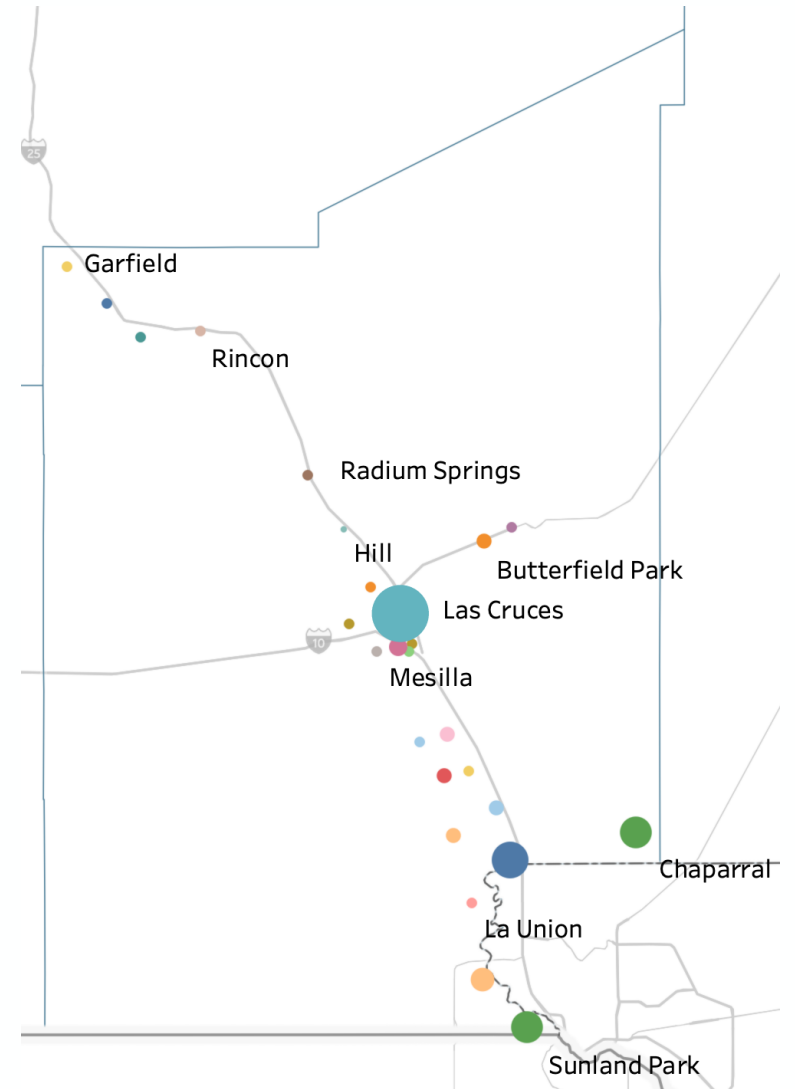 25
Garfield
Rincon
Radium Springs
Hill
Butterfield Park
Las Cruces
10
Mesilla
Chaparral
La Union
Sunland Park